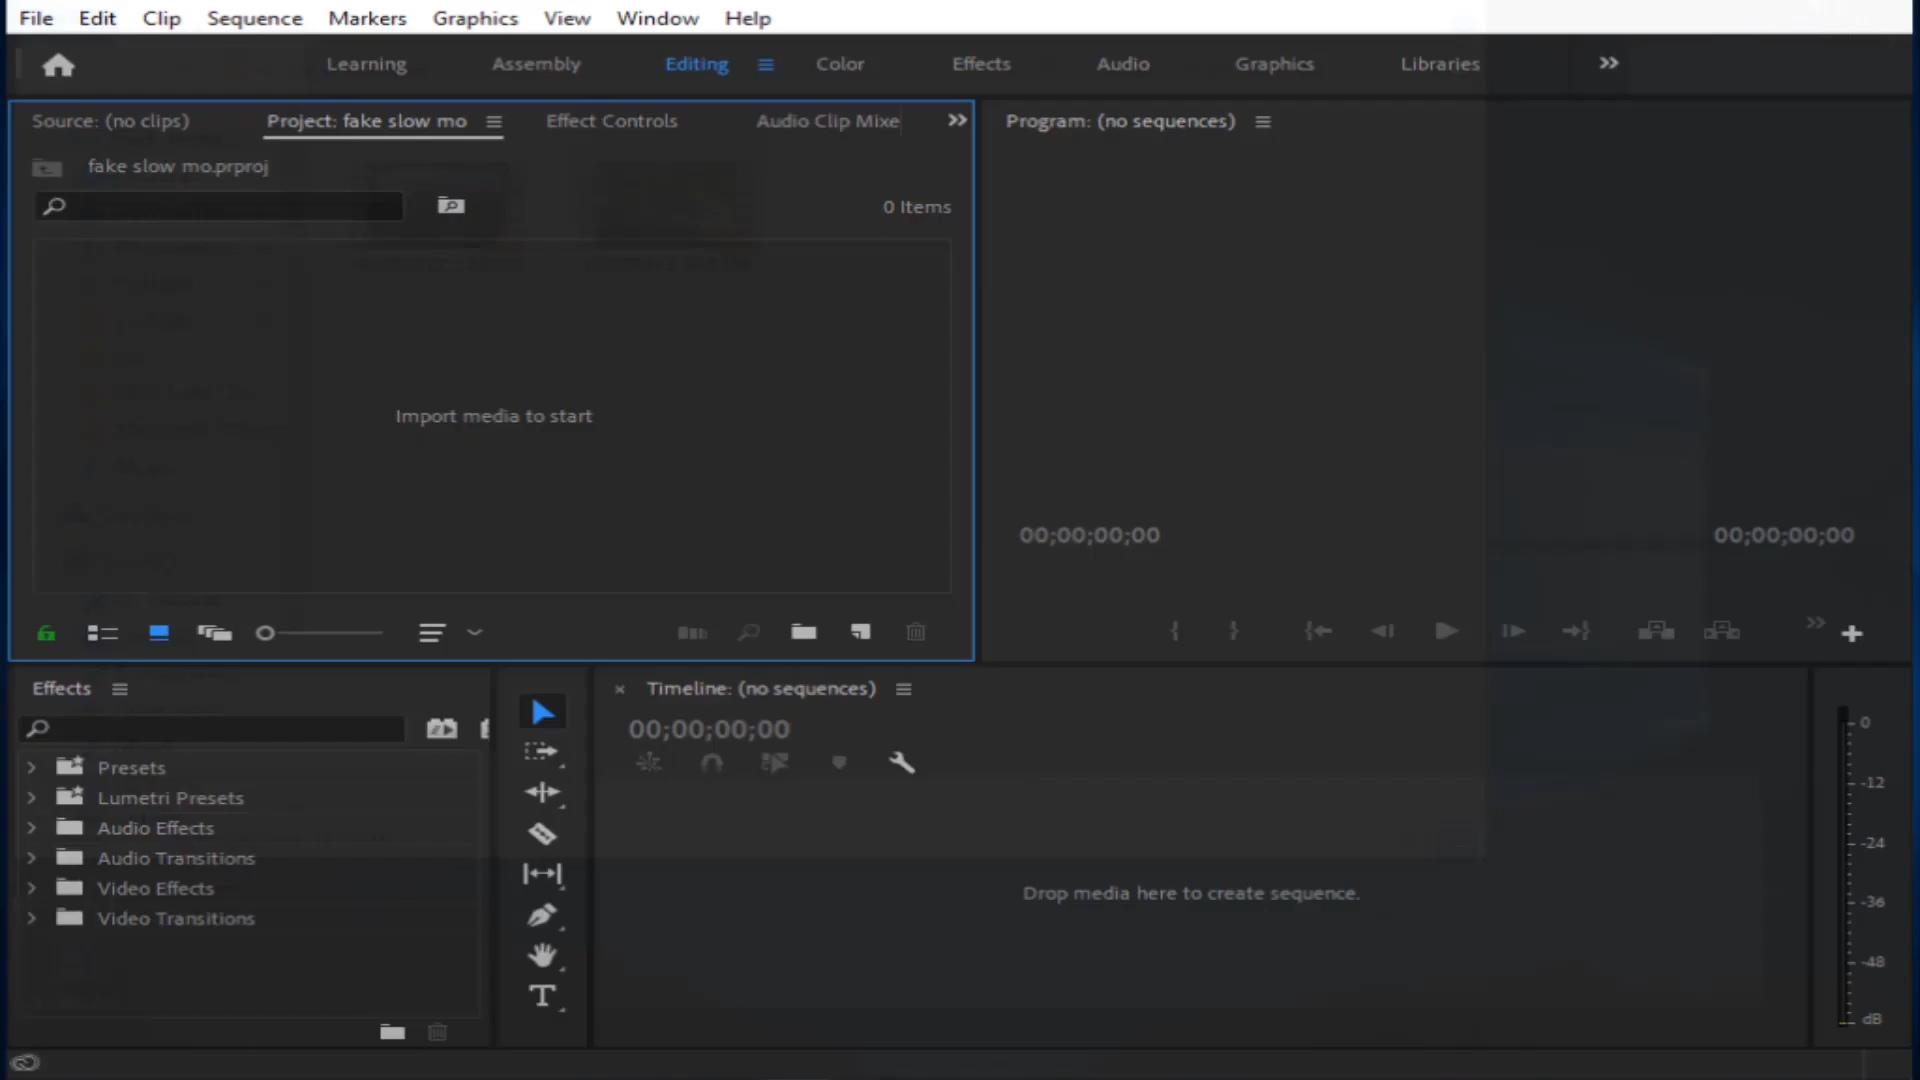 File Edit Clip Sequence Markers Graphics View Window Help
Learning Assembly Editing Color Effects Audio Graphics Libraries
Source: (no clips) Project: fake slow mo Effect Controls Audio Clip Mixe
Program: (no sequences)
fake slow mo.prproj
0 Items
Import media to start
00;00;00;00 00;00;00;00
Effects
Timeline: (no sequences)
00;00;00;00
Presets
Lumetri Presets
Audio Effects
Audio Transitions
Video Effects
Video Transitions
Drop media here to create sequence.
0
-12
-24
-36
-48
dB